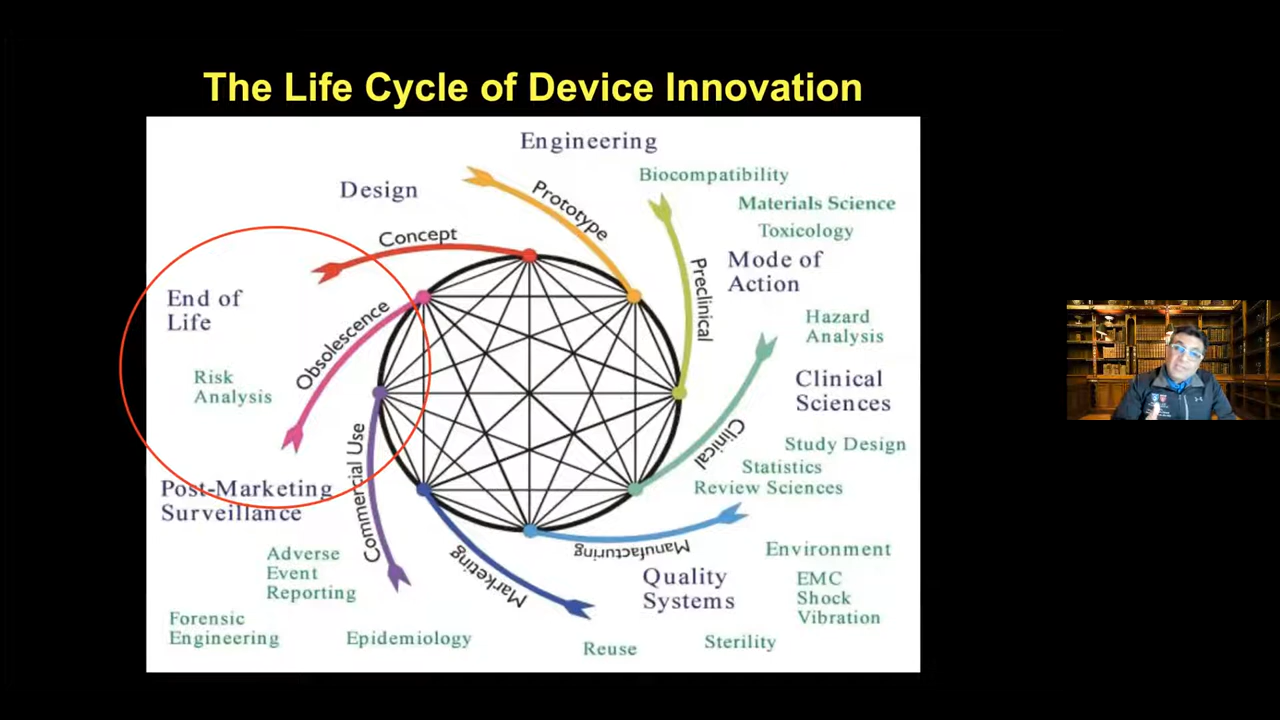 The Life Cycle of Device Innovation
Engineering
Design
Prototype
Biocompatibility
Materials Science
Toxicology
Concept
Preclinical
Mode of
Action
End of
Life
Obsolescence
Hazard
Analysis
Risk
Analysis
Clinical
Sciences
Clinical
Study Design
Statistics
Review Sciences
Post-Marketing
Surveillance
Commercial Use
Marketing
Manufacturing
Environment
Quality
Systems
EMC
Shock
Vibration
Adverse
Event
Reporting
Forensic
Engineering
Epidemiology
Reuse
Sterility